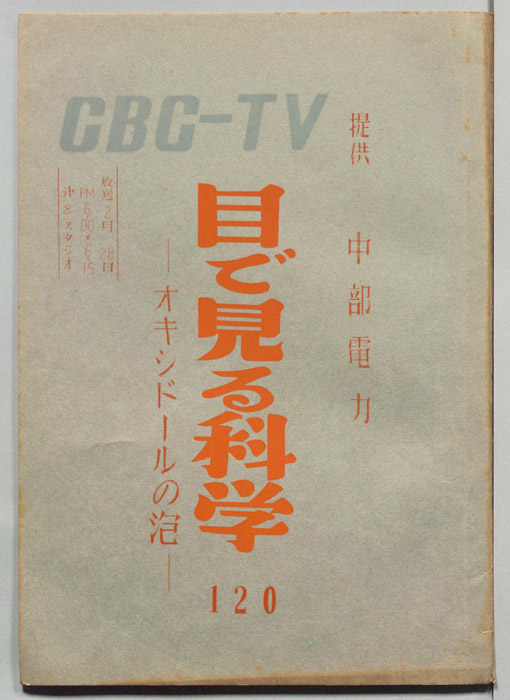 CBC-TV
提供 中部電力
目で見る科学
―オキシドールの泡―
120
放送2月28日
PM6.00〜6.15
スタジオ